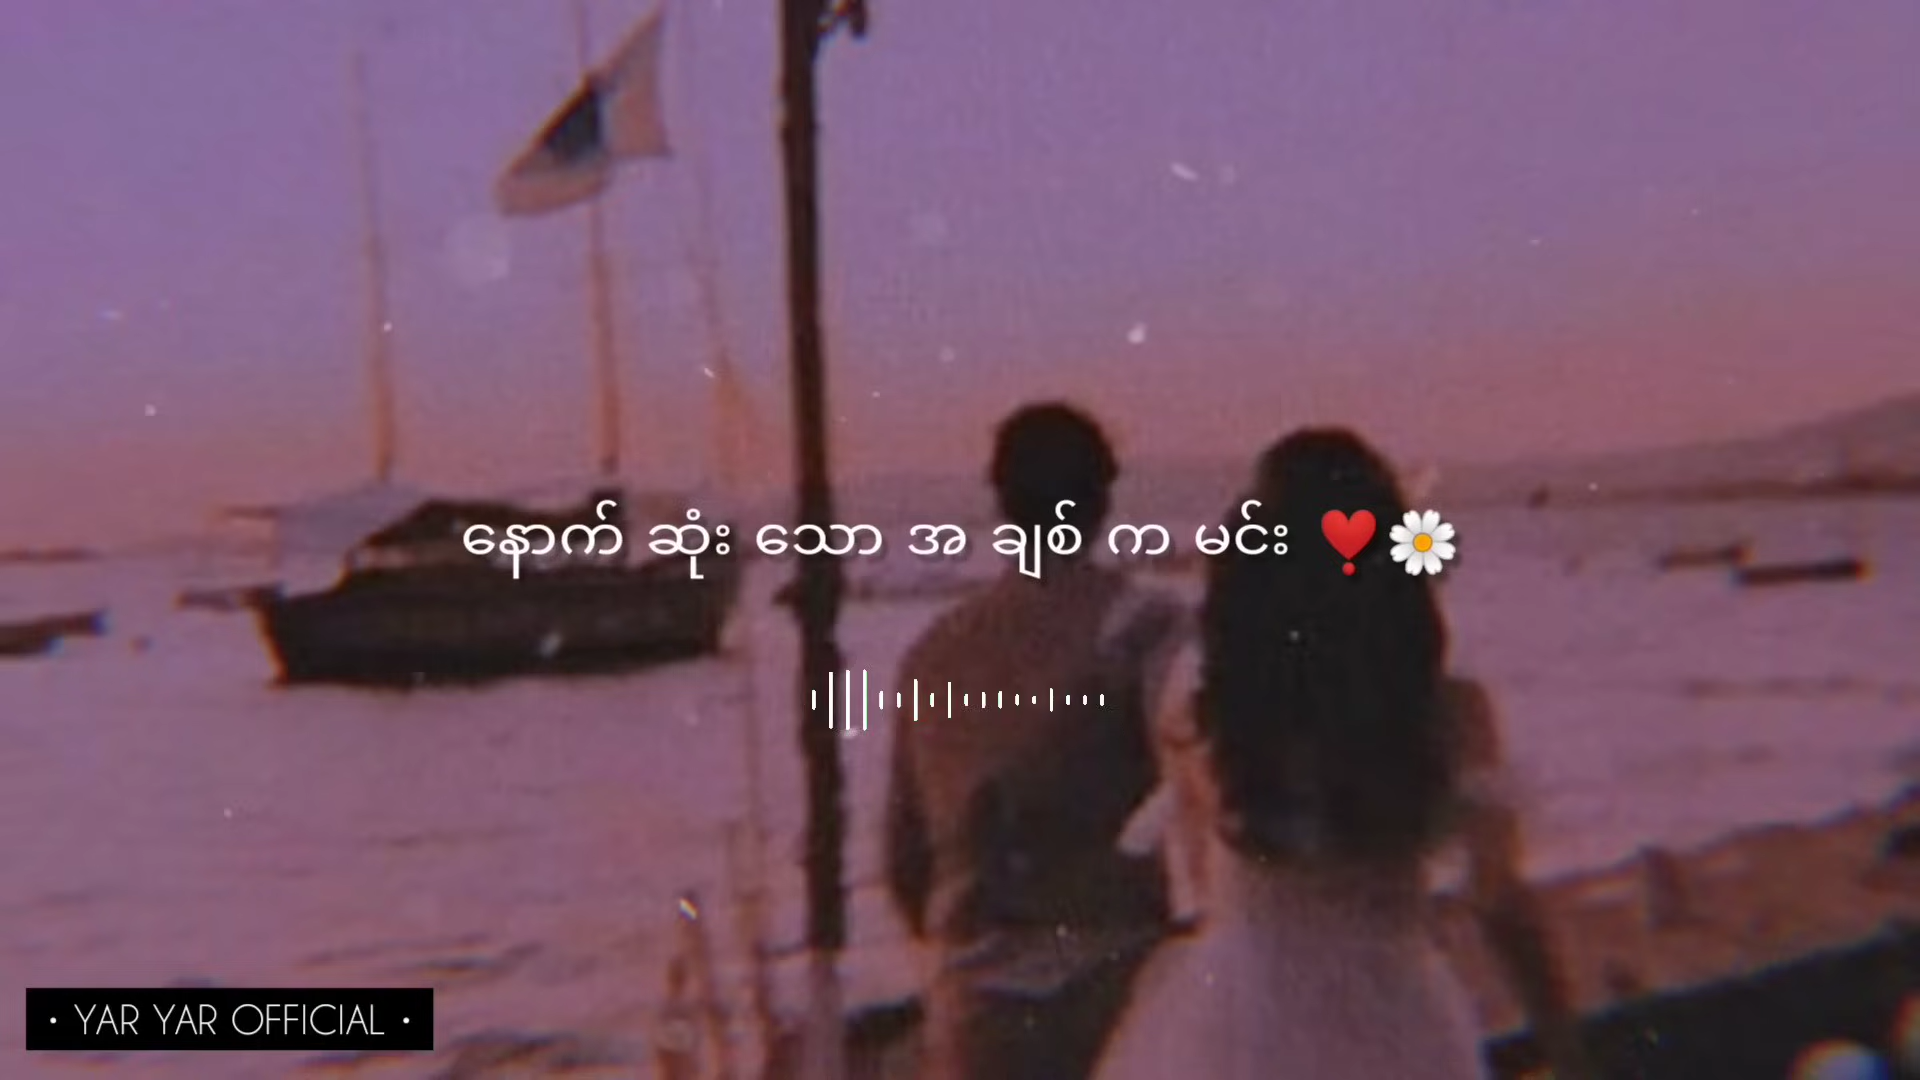 နောက် ဆုံး သော အ ချစ် က မင်း ❣️🌼
• YAR YAR OFFICIAL •